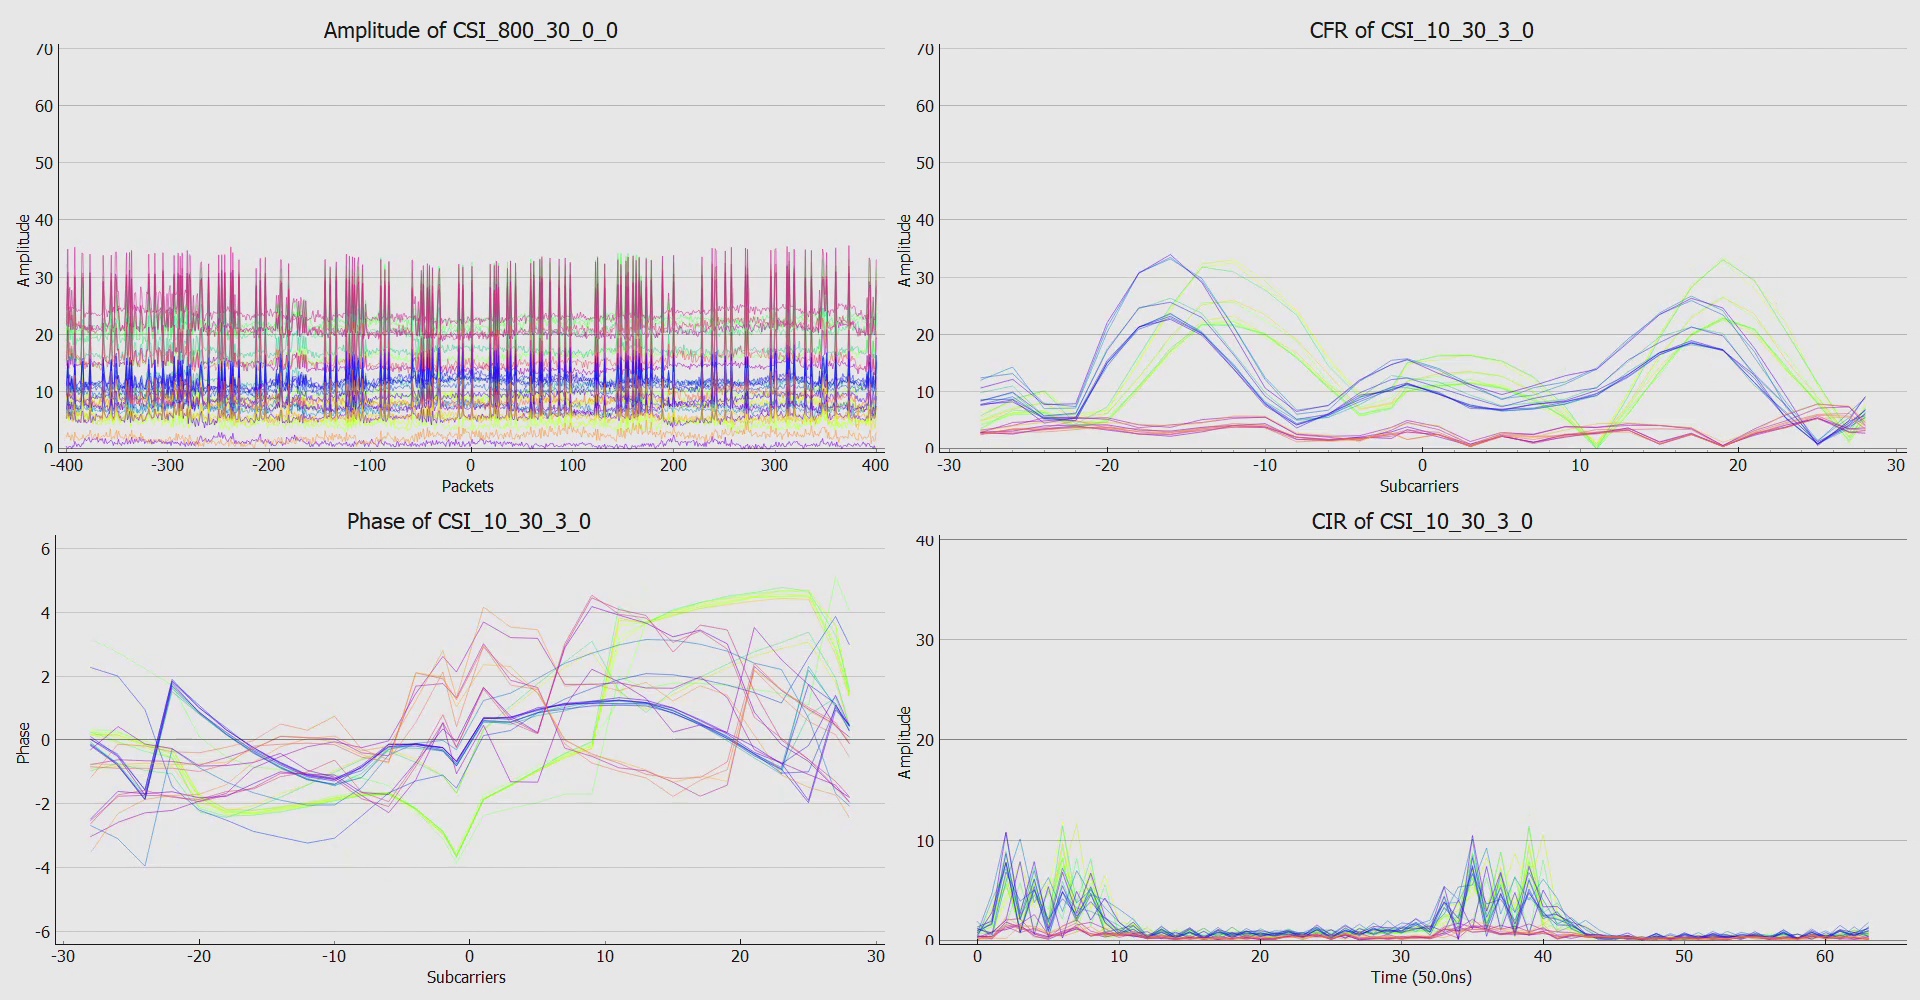 Amplitude of CSI_800_30_0_0
70
60
50
40
30
20
10
0
Amplitude
-400 -300 -200 -100 0 100 200 300 400
Packets
CFR of CSI_10_30_3_0
70
60
50
40
30
20
10
0
Amplitude
-30 -20 -10 0 10 20 30
Subcarriers
Phase of CSI_10_30_3_0
6
4
2
0
-2
-4
-6
Phase
-30 -20 -10 0 10 20 30
Subcarriers
CIR of CSI_10_30_3_0
40
30
20
10
0
Amplitude
0 10 20 30 40 50 60
Time (50.0ns)